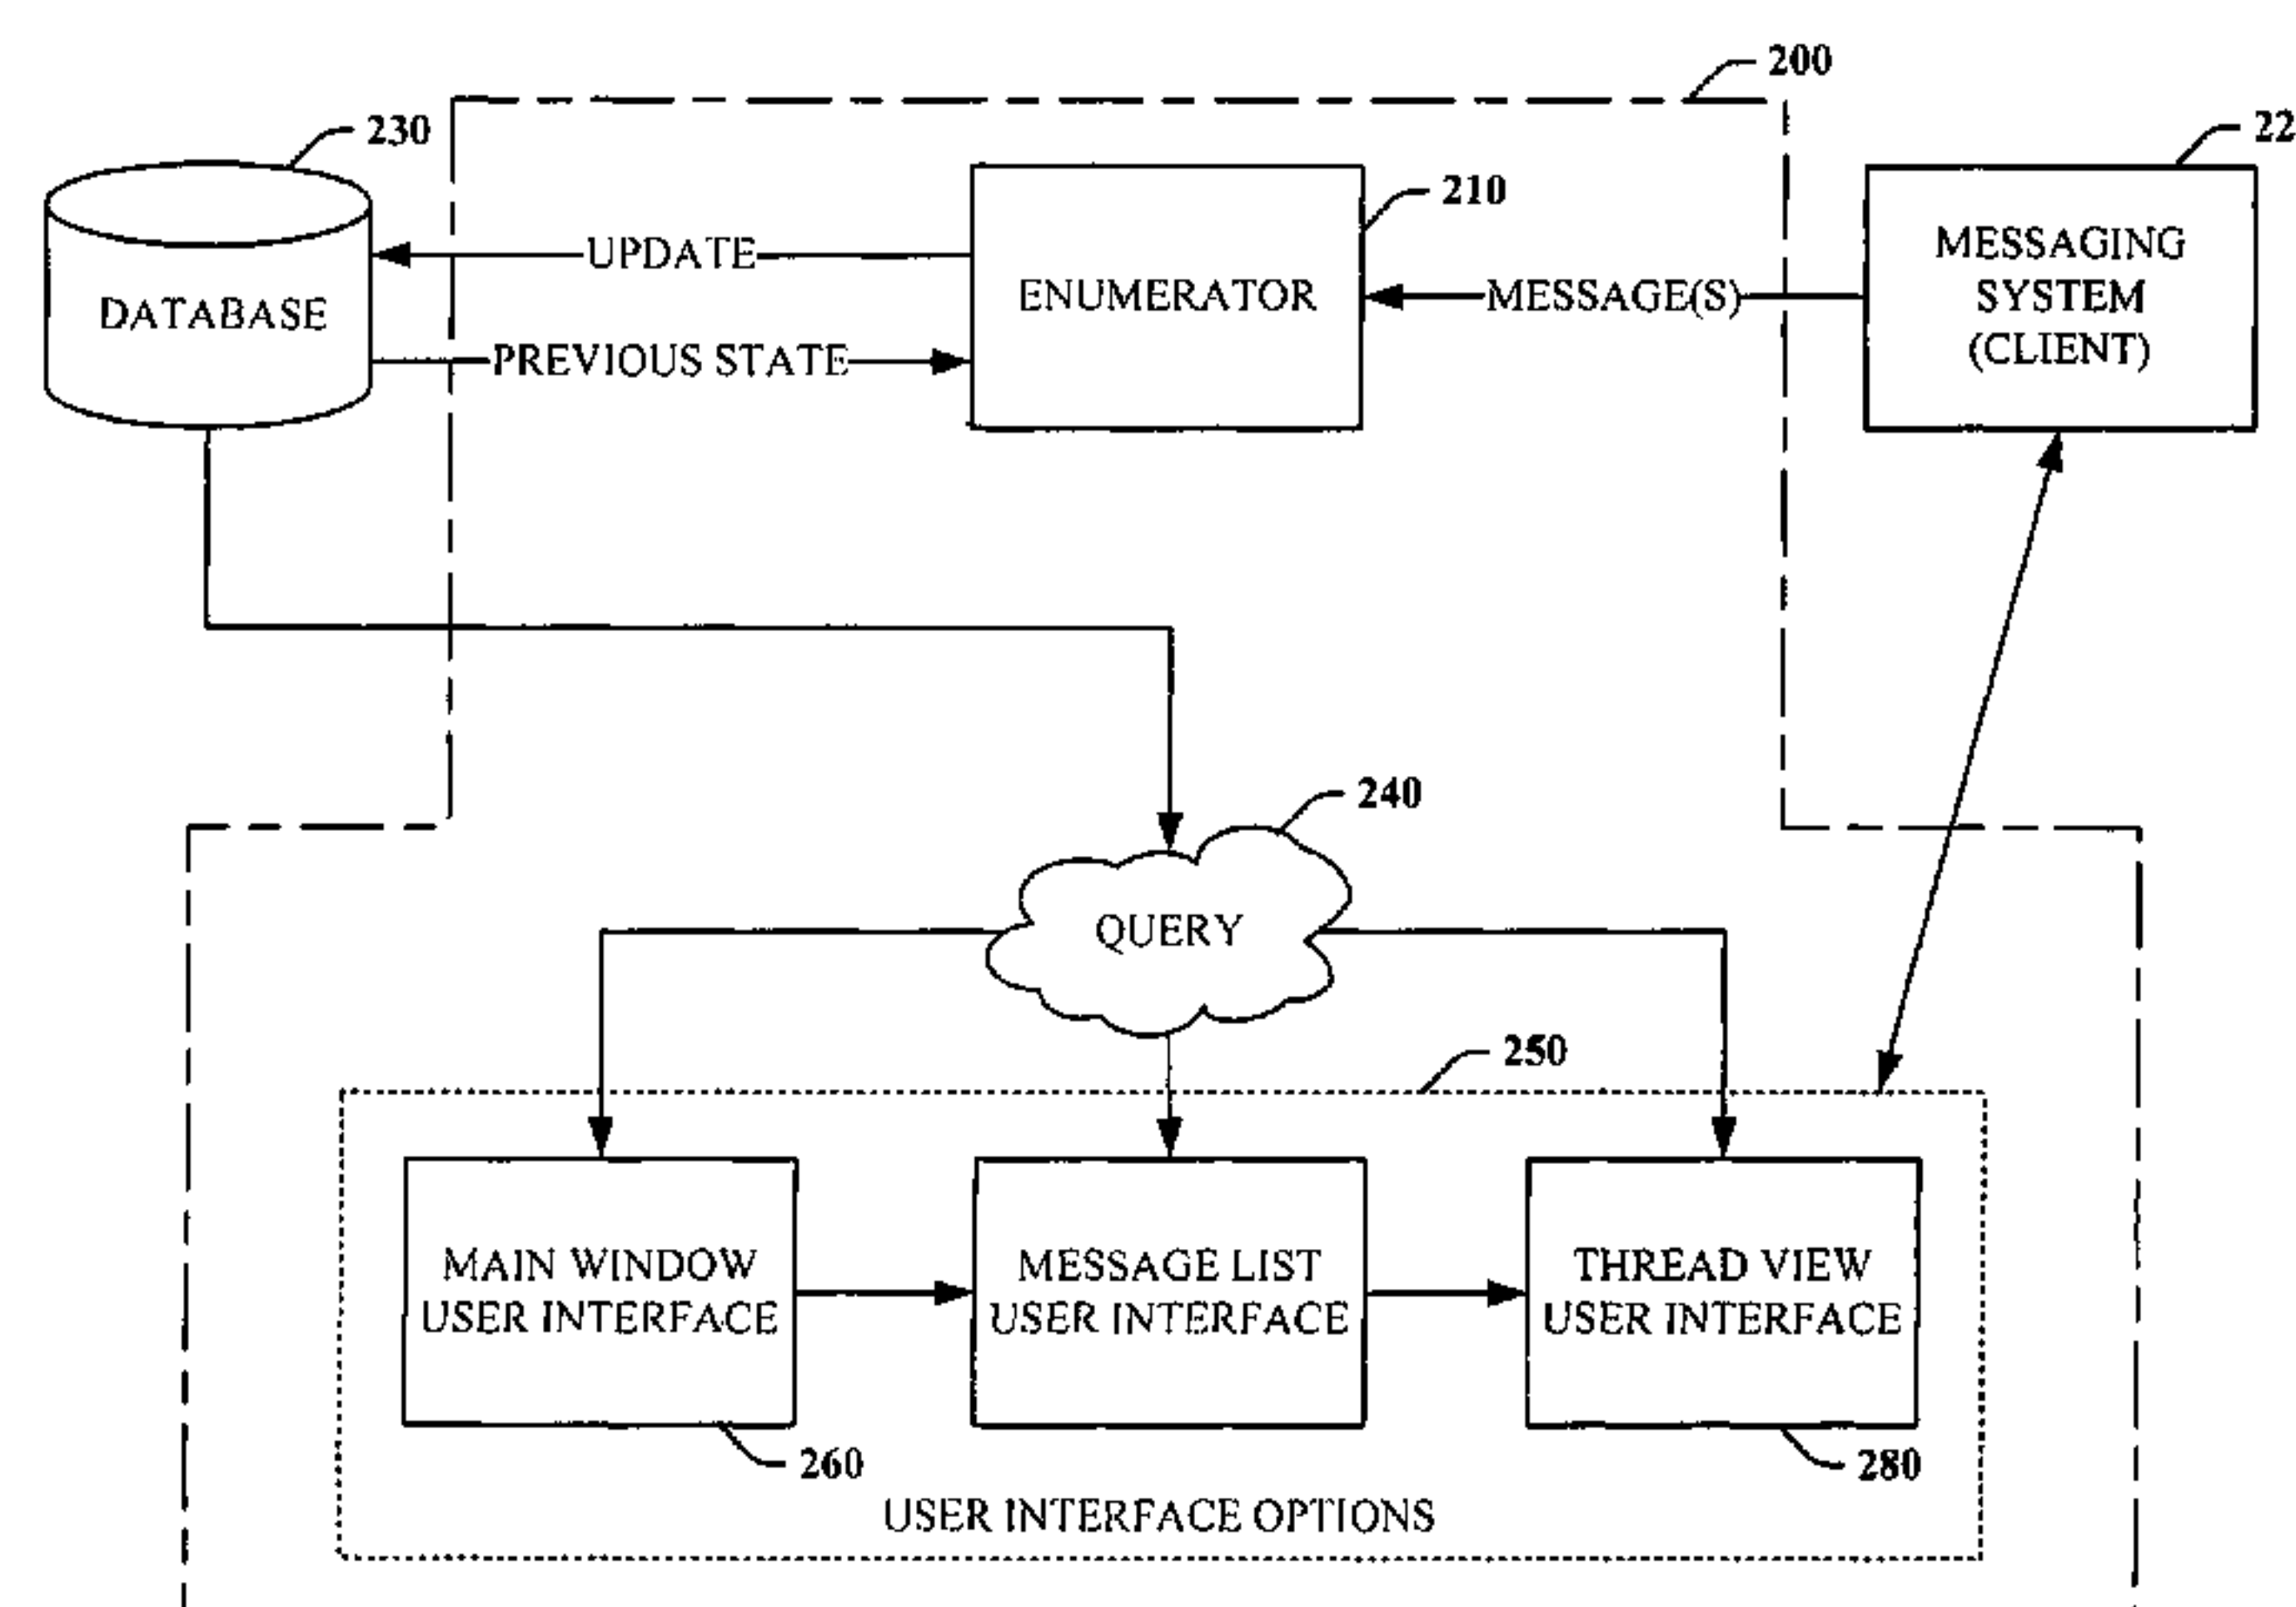 200
230
22
210
UPDATE
MESSAGING
SYSTEM
(CLIENT)
DATABASE
ENUMERATOR
MESSAGE(S)
PREVIOUS STATE
240
QUERY
250
MAIN WINDOW
USER INTERFACE
MESSAGE LIST
USER INTERFACE
THREAD VIEW
USER INTERFACE
260
280
USER INTERFACE OPTIONS